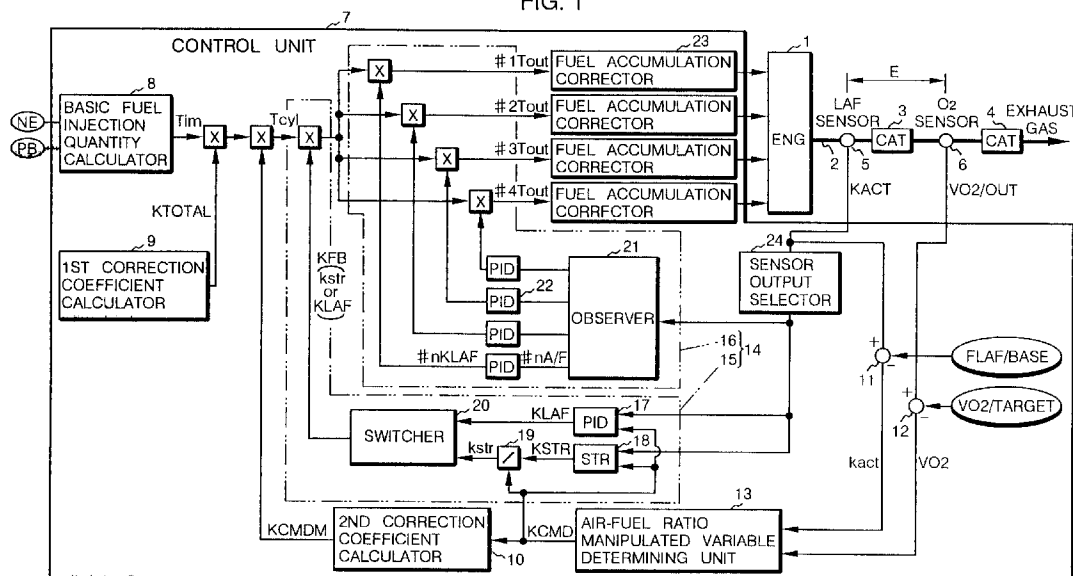 FIG. 1
7
CONTROL UNIT
NE
PB
8
BASIC FUEL
INJECTION
QUANTITY
CALCULATOR
Tim
X
X
Tcyl
X
X
X
X
X
#1Tout
#2Tout
#3Tout
#4Tout
23
FUEL ACCUMULATION
CORRECTOR
FUEL ACCUMULATION
CORRECTOR
FUEL ACCUMULATION
CORRECTOR
FUEL ACCUMULATION
CORRFCTOR
1
ENG
E
LAF
SENSOR
O2
SENSOR
3
CAT
4
CAT
EXHAUST
GAS
2
5
6
KACT
VO2/OUT
KTOTAL
9
1ST CORRECTION
COEFFICIENT
CALCULATOR
KFB
(kstr
or
KLAF)
PID
PID
22
PID
PID
#nKLAF
#nA/F
21
OBSERVER
24
SENSOR
OUTPUT
SELECTOR
16
15
}14
+
-
11
FLAF/BASE
+
-
12
VO2/TARGET
20
SWITCHER
KLAF
17
PID
kstr
19
/
KSTR
18
STR
kact
VO2
KCMDM
2ND CORRECTION
COEFFICIENT
CALCULATOR
10
KCMD
13
AIR-FUEL RATIO
MANIPULATED VARIABLE
DETERMINING UNIT